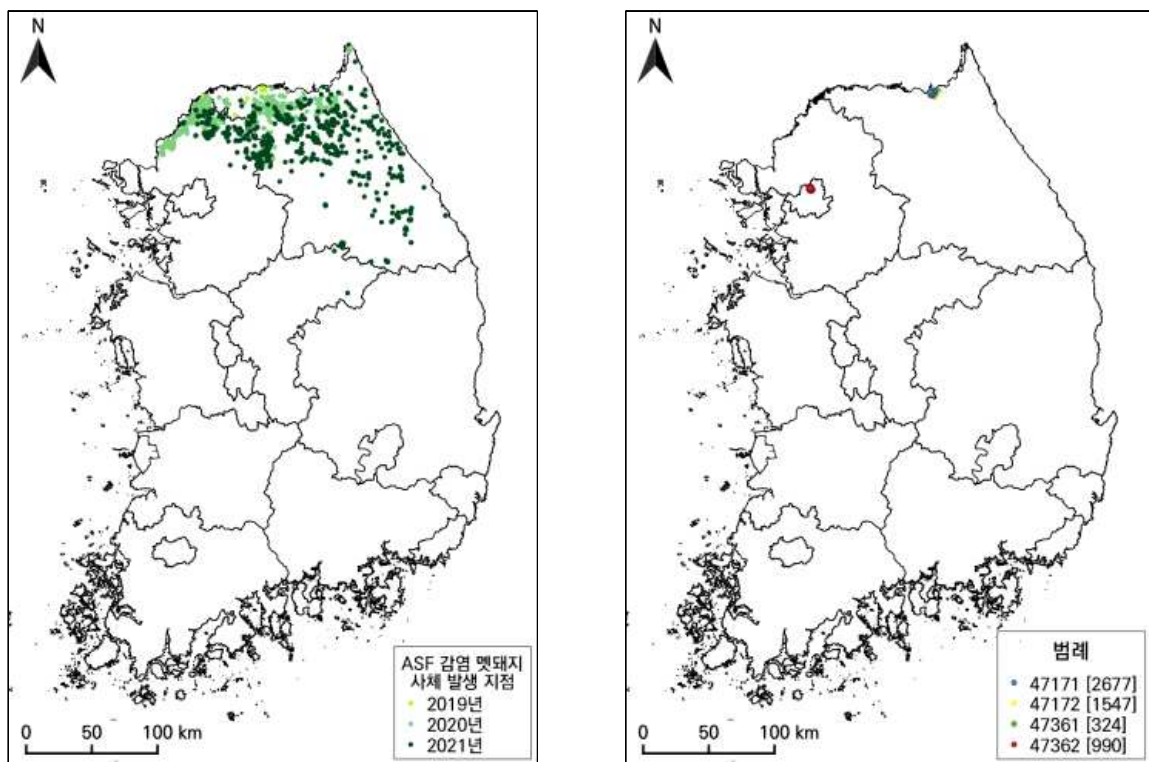 N
ASF 감염 멧돼지
사체 발생 지점
2019년
2020년
2021년
0 50 100 km
N
범례
47171 [2677]
47172 [1547]
47361 [324]
47362 [990]
0 50 100 km